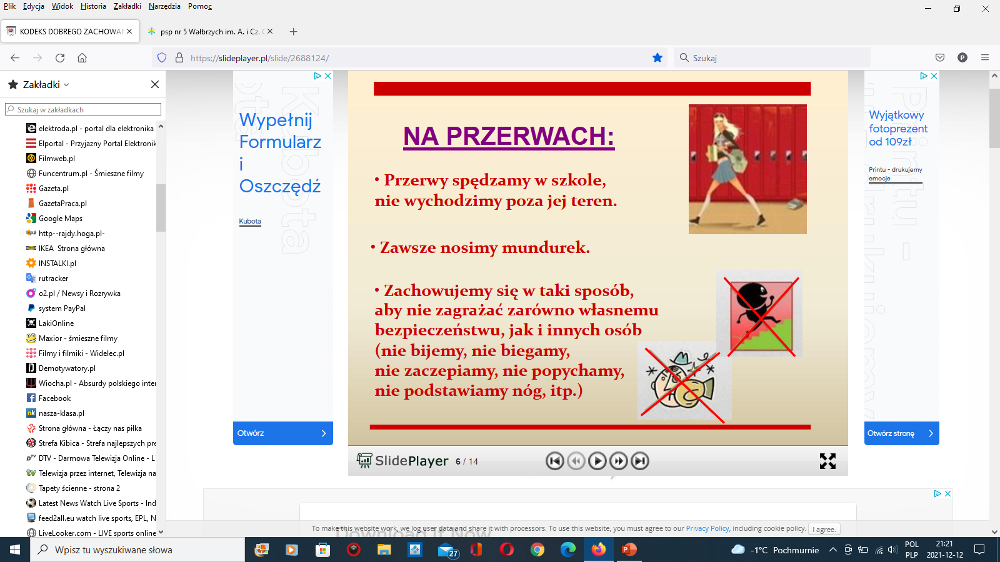 Plik Edycja Widok Historia Zakładki Narzędzia Pomoc
KODEKS DOBREGO ZACHOWAN
psp nr 5 Wałbrzych im. A. i Cz. C
https://slideplayer.pl/slide/2688124/
Szukaj
P
Zakładki
Szukaj w zakładkach
elektroda.pl - portal dla elektronika
Elportal - Przyjazny Portal Elektronik
Filmweb.pl
Funcentrum.pl - Śmieszne filmy
Gazeta.pl
GazetaPraca.pl
Google Maps
http--rajdy.hoga.pl-
IKEA Strona główna
INSTALKI.pl
rutracker
o2.pl / Newsy i Rozrywka
system PayPal
LakiOnline
Maxior - śmieszne filmy
Filmy i filmiki - Widelec.pl
Demotywatory.pl
Wiocha.pl - Absurdy polskiego inter
Facebook
nasza-klasa.pl
Strona główna - Łączy nas piłka
Strefa Kibica - Strefa najlepszych pre
DTV - Darmowa Telewizja Online - L
Telewizja przez internet, Telewizja na
Tapety ścienne - strona 2
Latest News Watch Live Sports - Ind
feed2all.eu watch live sports, EPL, N
LiveLooker.com - LIVE sports online
Wypełnij
Formularz
i
Oszczędź
Kubota
Kubota
Otwórz
NA PRZERWACH:
• Przerwy spędzamy w szkole,
nie wychodzimy poza jej teren.
• Zawsze nosimy mundurek.
• Zachowujemy się w taki sposób,
aby nie zagrażać zarówno własnemu
bezpieczeństwu, jak i innych osób
(nie bijemy, nie biegamy,
nie zaczepiamy, nie popychamy,
nie podstawiamy nóg, itp.)
SlidePlayer 6 / 14
Wyjątkowy
fotoprezent
od 109zł
Printu - drukujemy
emocje
Printu -
Otwórz stronę
Download It Now
To make this website work, we log user data and share it with processors. To use this website, you must agree to our Privacy Policy, including cookie policy. I agree.
Wpisz tu wyszukiwane słowa
27
-1°C Pochmurnie
POL
PLP
21:21
2021-12-12